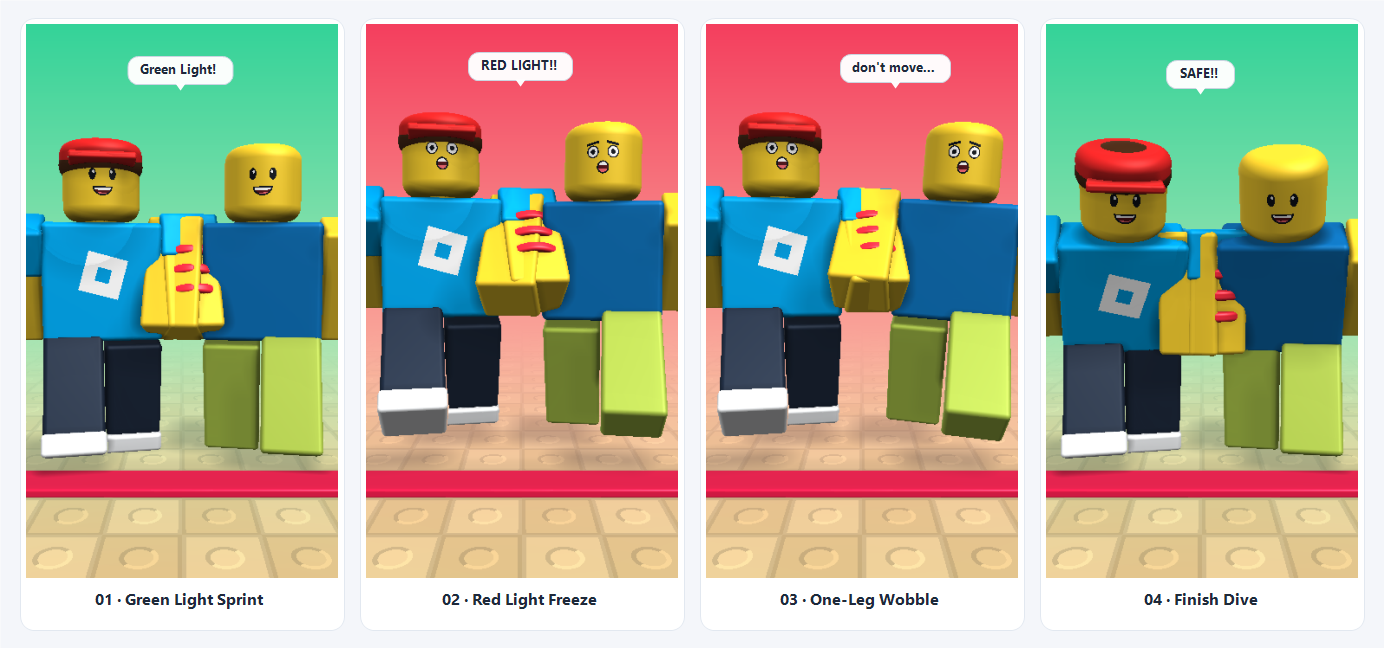 Green Light!
RED LIGHT!!
don't move...
SAFE!!
01 · Green Light Sprint
02 · Red Light Freeze
03 · One-Leg Wobble
04 · Finish Dive